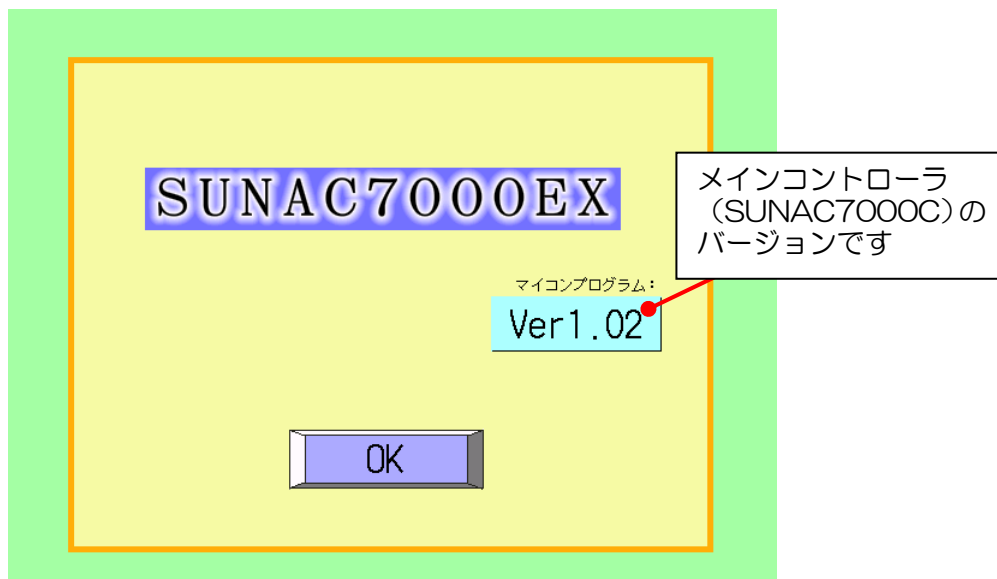 SUNAC7000EX
メインコントローラ
（SUNAC7000C）の
バージョンです
マイコンプログラム：
Ver1.02
OK